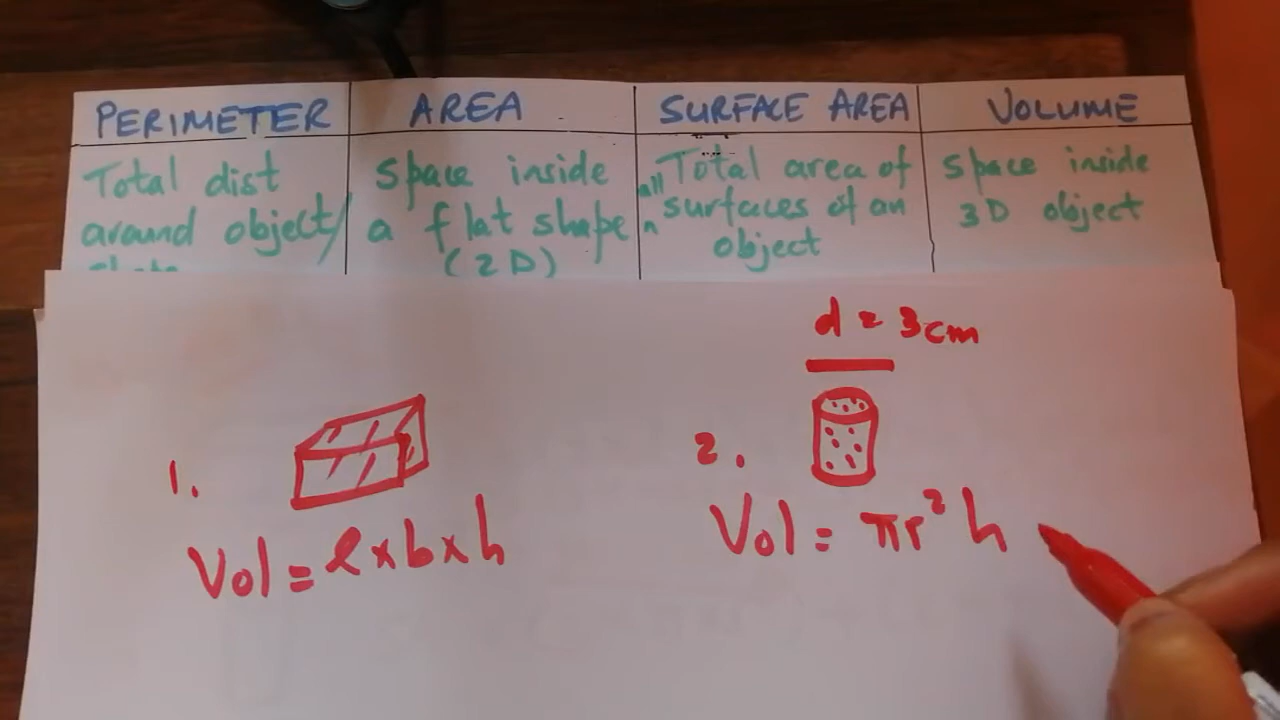 PERIMETER
Total dist
around object/
AREA
Space inside
a flat shape
(2D)
SURFACE AREA
Total area of
all surfaces of an
object
VOLUME
Space inside
3D object
d = 3cm
1.
Vol = l x b x h
2.
Vol = πr² h